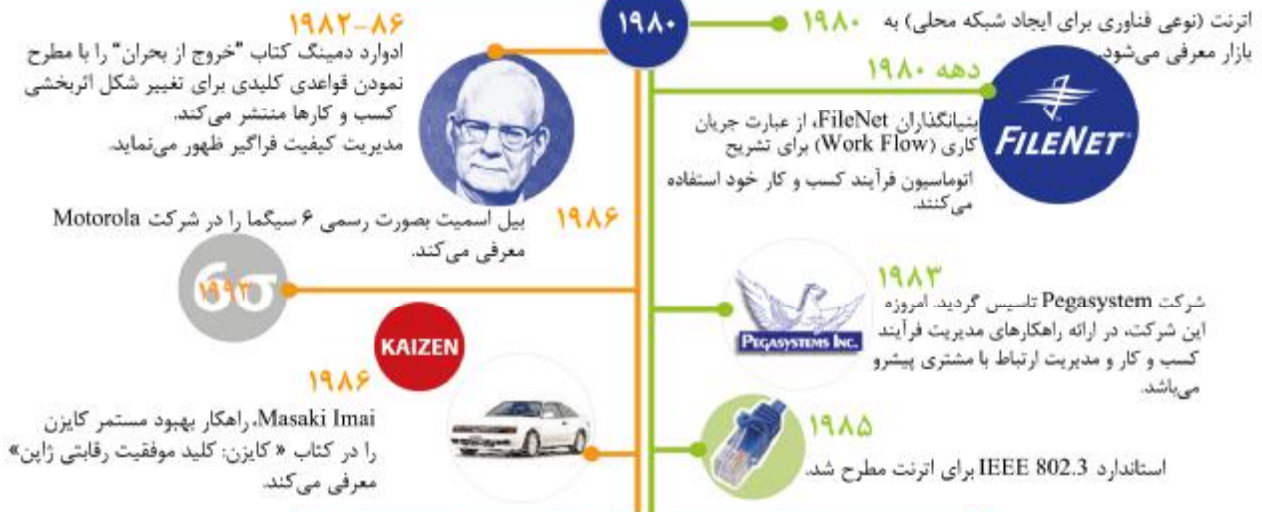 ۱۹۸۰
۱۹۸۰
اترنت (نوعی فناوری برای ایجاد شبکه محلی) به
بازار معرفی می‌شود.
۱۹۸۲-۸۶
ادوارد دمینگ کتاب "خروج از بحران" را با مطرح
نمودن قواعدی کلیدی برای تغییر شکل اثربخشی
کسب و کارها منتشر می‌کند.
مدیریت کیفیت فراگیر ظهور می‌نماید.
دهه ۱۹۸۰
FILENET
بنیانگذاران FileNet، از عبارت جریان
کاری (Work Flow) برای تشریح
اتوماسیون فرآیند کسب و کار خود استفاده
می‌کنند.
۱۹۸۶
بیل اسمیت بصورت رسمی ۶ سیگما را در شرکت Motorola
معرفی می‌کند.
6σ
۱۹۹۳
۱۹۸۳
شرکت Pegasystem تاسیس گردید. امروزه
این شرکت، در ارائه راهکارهای مدیریت فرآیند
کسب و کار و مدیریت ارتباط با مشتری پیشرو
می‌باشد.
PEGASYSTEMS INC.
KAIZEN
۱۹۸۶
Masaki Imai، راهکار بهبود مستمر کایزن
را در کتاب « کایزن: کلید موفقیت رقابتی ژاپن»
معرفی می‌کند.
۱۹۸۵
استاندارد IEEE 802.3 برای اترنت مطرح شد.